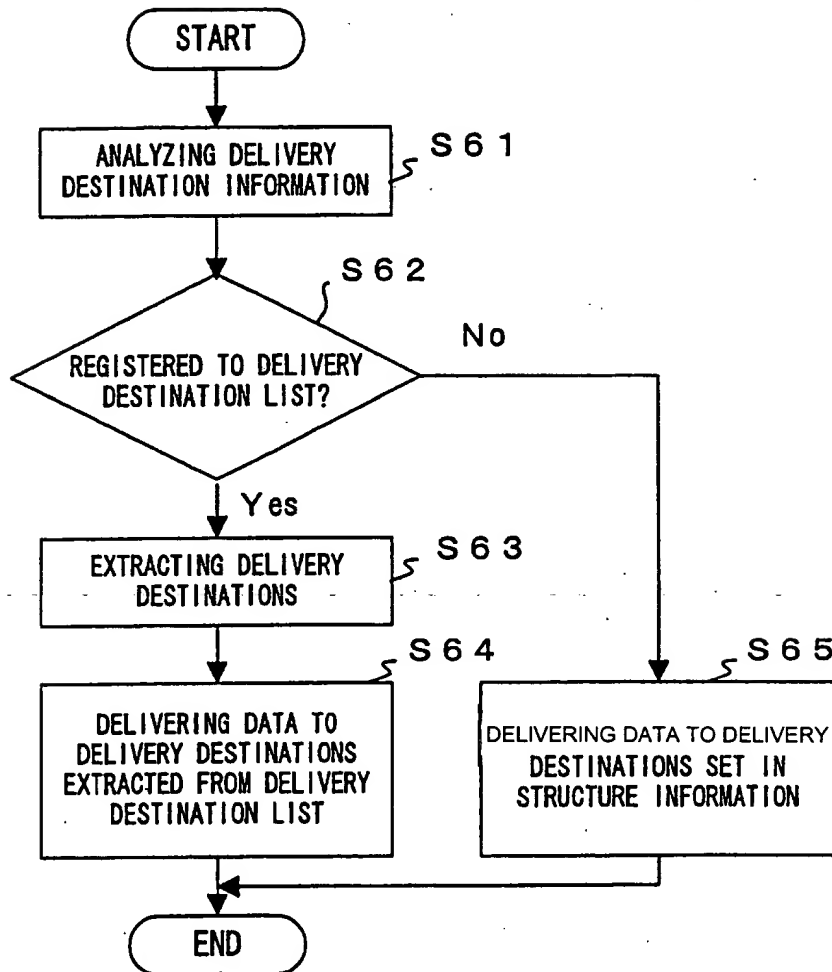 START
ANALYZING DELIVERY
DESTINATION INFORMATION
S61
S62
REGISTERED TO DELIVERY
DESTINATION LIST?
No
Yes
EXTRACTING DELIVERY
DESTINATIONS
S63
S64
DELIVERING DATA TO
DELIVERY DESTINATIONS
EXTRACTED FROM DELIVERY
DESTINATION LIST
S65
DELIVERING DATA TO DELIVERY
DESTINATIONS SET IN
STRUCTURE INFORMATION
END